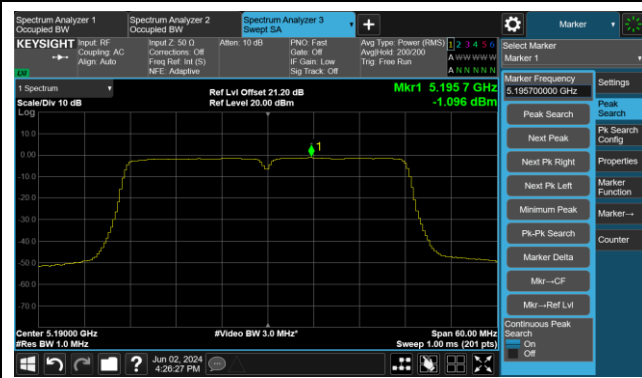 Spectrum Analyzer 1
Occupied BW
Spectrum Analyzer 2
Occupied BW
Spectrum Analyzer 3
Swept SA
+
Marker
KEYSIGHT
Input: RF
Coupling: AC
Align: Auto
Input Z: 50 Ω
Corrections: Off
Freq Ref: Int (S)
NFE: Adaptive
Atten: 10 dB
PNO: Fast
Gate: Off
IF Gain: Low
Sig Track: Off
Avg Type: Power (RMS)
Avg|Hold: 200/200
Trig: Free Run
1 2 3 4 5 6
A W W W W W
A N N N N N
LXI
Select Marker
Marker 1
1 Spectrum
Scale/Div 10 dB
Log
Ref Lvl Offset 21.20 dB
Ref Level 20.00 dBm
Mkr1 5.195 7 GHz
-1.096 dBm
10.0
0.00
-10.0
-20.0
-30.0
-40.0
-50.0
-60.0
-70.0
1
Center 5.19000 GHz
#Res BW 1.0 MHz
#Video BW 3.0 MHz*
Span 60.00 MHz
Sweep 1.00 ms (201 pts)
Marker Frequency
5.195700000 GHz
Peak Search
Next Peak
Next Pk Right
Next Pk Left
Minimum Peak
Pk-Pk Search
Marker Delta
Mkr→CF
Mkr→Ref Lvl
Continuous Peak
Search
On
Off
Settings
Peak
Search
Pk Search
Config
Properties
Marker
Function
Marker→
Counter
?
Jun 02, 2024
4:26:27 PM